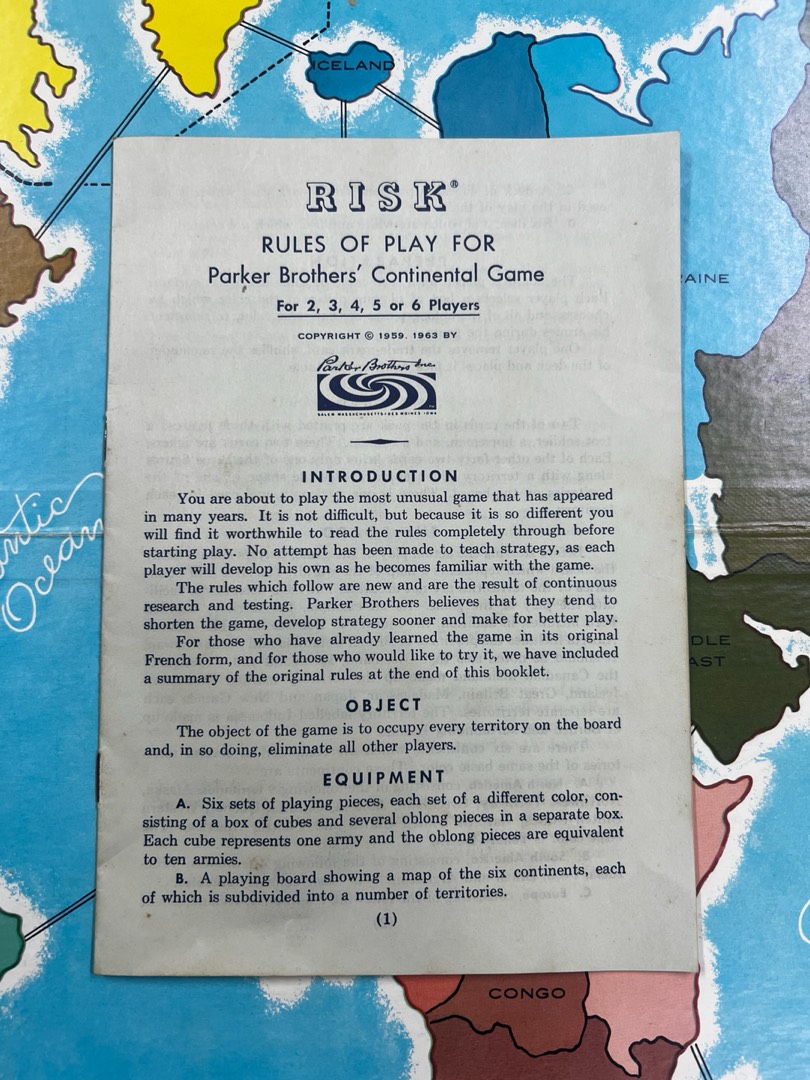 ICELAND
RISK®
RULES OF PLAY FOR
Parker Brothers' Continental Game
For 2, 3, 4, 5 or 6 Players
COPYRIGHT © 1959, 1963 BY
Parker Brothers Inc.
SALEM MASSACHUSETTS • DES MOINES IOWA
INTRODUCTION
You are about to play the most unusual game that has appeared
in many years. It is not difficult, but because it is so different you
will find it worthwhile to read the rules completely through before
starting play. No attempt has been made to teach strategy, as each
player will develop his own as he becomes familiar with the game.
The rules which follow are new and are the result of continuous
research and testing. Parker Brothers believes that they tend to
shorten the game, develop strategy sooner and make for better play.
For those who have already learned the game in its original
French form, and for those who would like to try it, we have included
a summary of the original rules at the end of this booklet.
OBJECT
The object of the game is to occupy every territory on the board
and, in so doing, eliminate all other players.
EQUIPMENT
A. Six sets of playing pieces, each set of a different color, con-
sisting of a box of cubes and several oblong pieces in a separate box.
Each cube represents one army and the oblong pieces are equivalent
to ten armies.
B. A playing board showing a map of the six continents, each
of which is subdivided into a number of territories.
(1)
RAINE
antic
Ocean
DLE
AST
CONGO